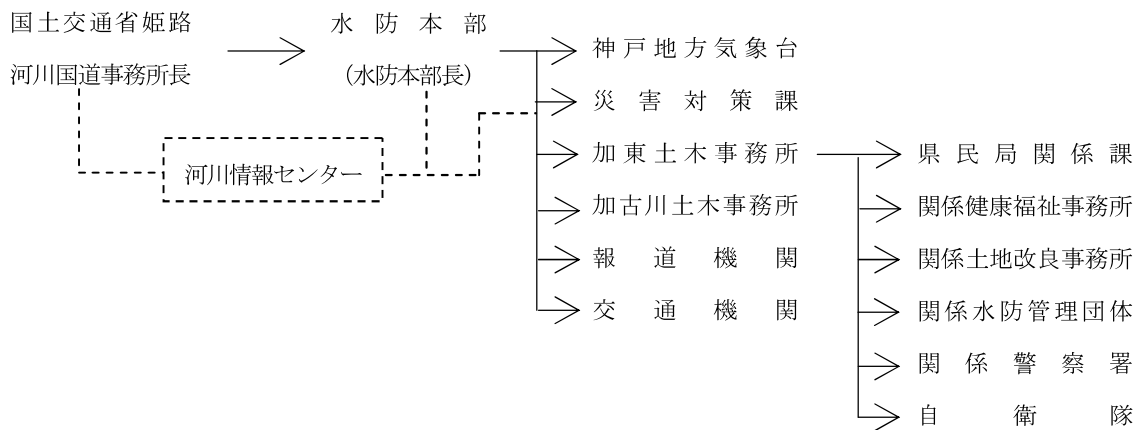 国土交通省姫路
河川国道事務所長
水防本部
(水防本部長)
河川情報センター
神戸地方気象台
災害対策課
加東土木事務所
加古川土木事務所
報道機関
交通機関
県民局関係課
関係健康福祉事務所
関係土地改良事務所
関係水防管理団体
関係警察署
自衛隊